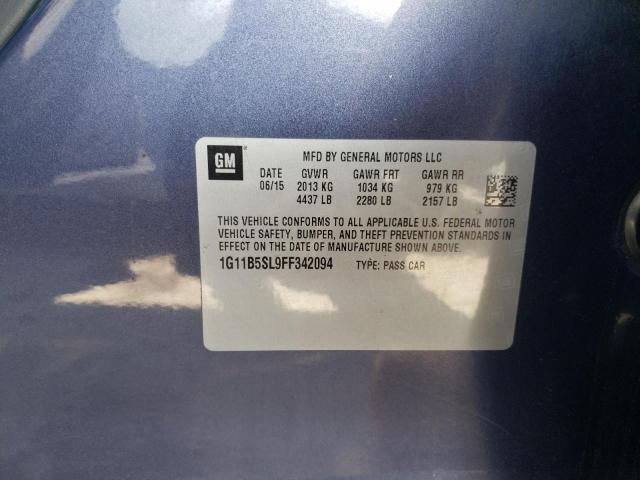 GM
MFD BY GENERAL MOTORS LLC
DATE GVWR GAWR FRT GAWR RR
06/15 2013 KG 1034 KG 979 KG
4437 LB 2280 LB 2157 LB
THIS VEHICLE CONFORMS TO ALL APPLICABLE U.S. FEDERAL MOTOR
VEHICLE SAFETY, BUMPER, AND THEFT PREVENTION STANDARDS IN
EFFECT ON THE DATE OF MANUFACTURE SHOWN ABOVE.
1G11B5SL9FF342094 TYPE: PASS CAR